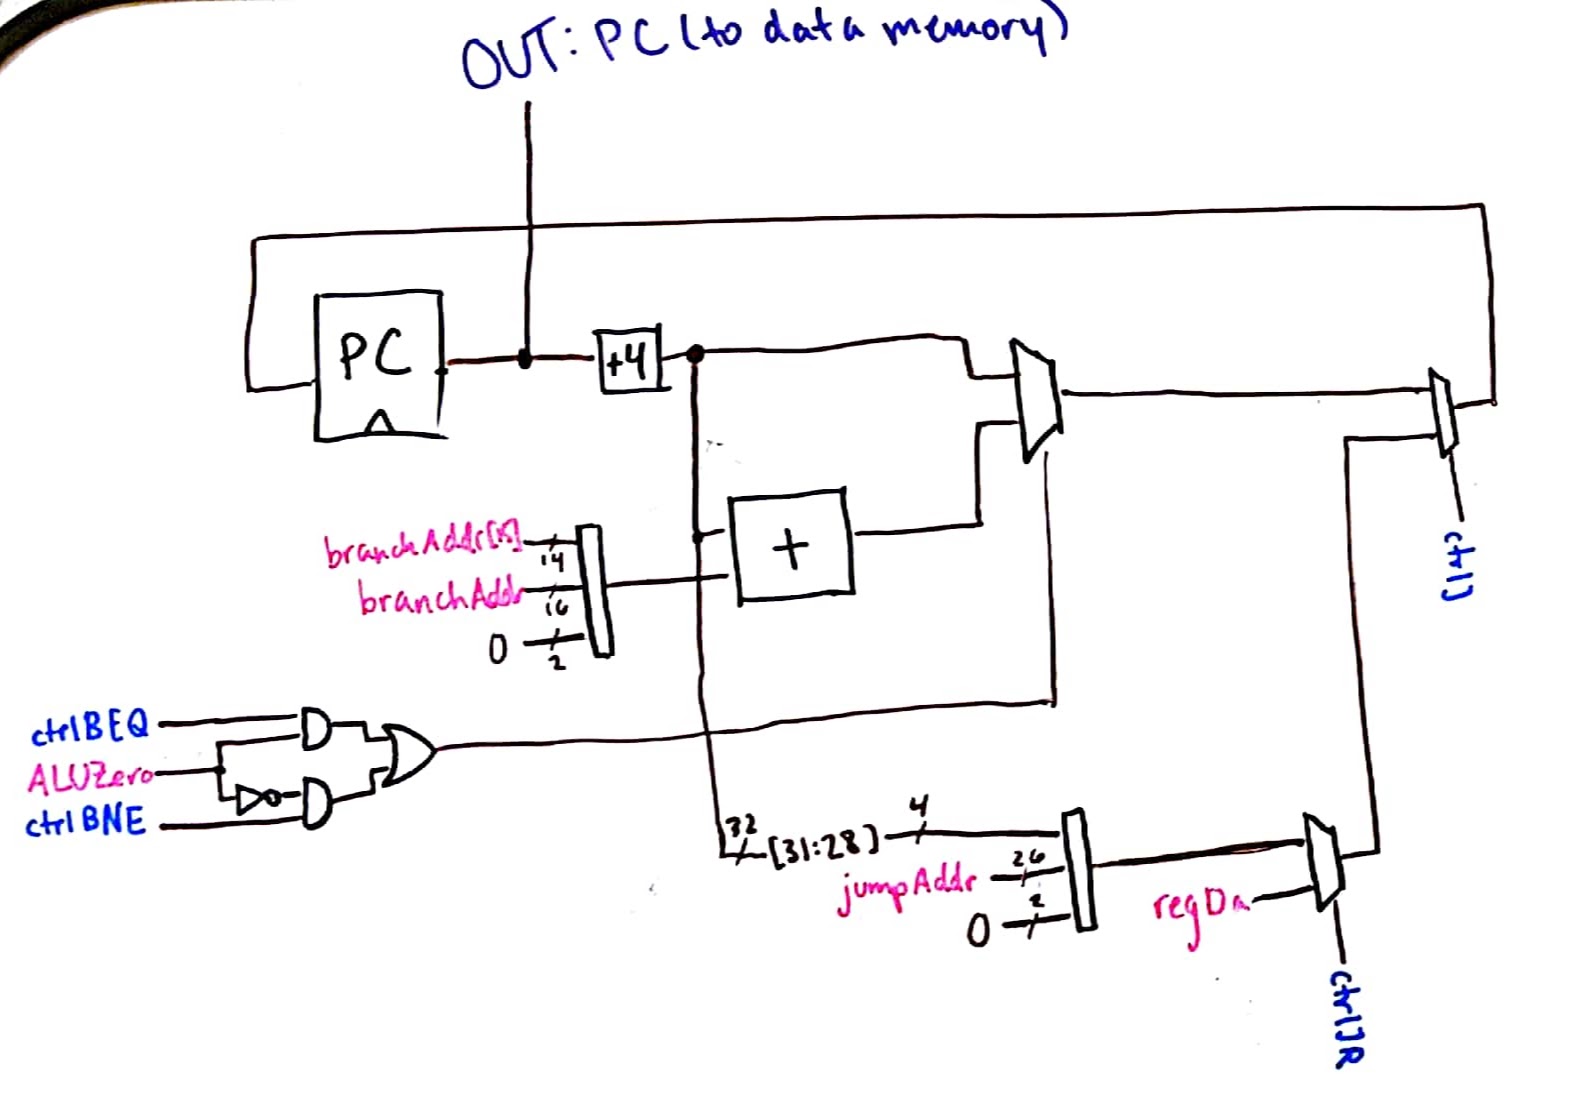 OUT: PC (to data memory)
PC
+4
branchAddr[15]
14
branchAddr
16
0
2
+
ctrlJ
ctrlBEQ
ALUZero
ctrlBNE
32
[31:28]
4
jumpAddr
26
0
2
regDa
ctrlJR